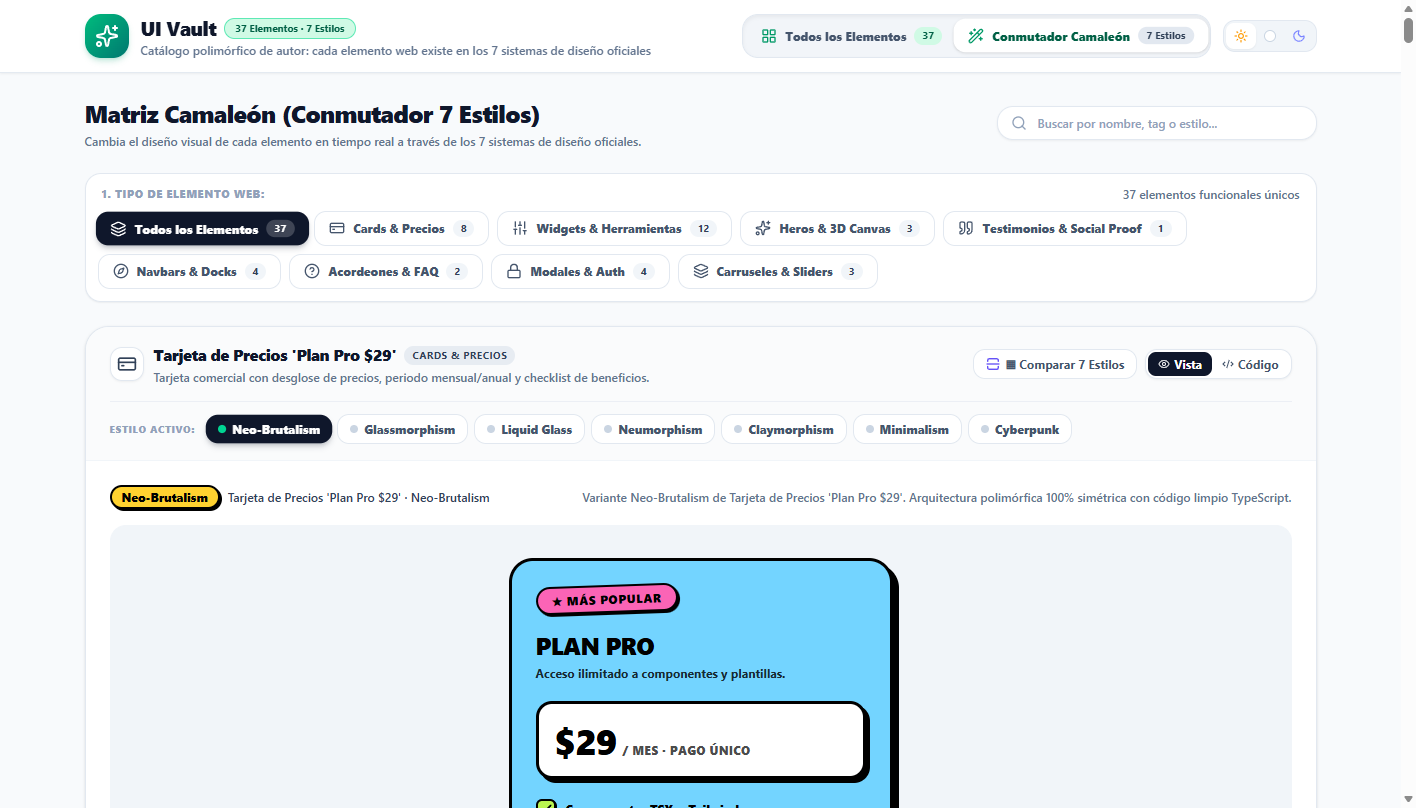 UI Vault 37 Elementos · 7 Estilos
Catálogo polimórfico de autor: cada elemento web existe en los 7 sistemas de diseño oficiales
Todos los Elementos 37 Conmutador Camaleón 7 Estilos
Matriz Camaleón (Conmutador 7 Estilos)
Cambia el diseño visual de cada elemento en tiempo real a través de los 7 sistemas de diseño oficiales.
Buscar por nombre, tag o estilo...
1. TIPO DE ELEMENTO WEB: 37 elementos funcionales únicos
Todos los Elementos 37 Cards & Precios 8 Widgets & Herramientas 12 Heros & 3D Canvas 3 Testimonios & Social Proof 1
Navbars & Docks 4 Acordeones & FAQ 2 Modales & Auth 4 Carruseles & Sliders 3
Tarjeta de Precios 'Plan Pro $29' CARDS & PRECIOS
Tarjeta comercial con desglose de precios, periodo mensual/anual y checklist de beneficios.
Comparar 7 Estilos Vista Código
ESTILO ACTIVO: Neo-Brutalism Glassmorphism Liquid Glass Neumorphism Claymorphism Minimalism Cyberpunk
Neo-Brutalism Tarjeta de Precios 'Plan Pro $29' · Neo-Brutalism Variante Neo-Brutalism de Tarjeta de Precios 'Plan Pro $29'. Arquitectura polimórfica 100% simétrica con código limpio TypeScript.
★ MÁS POPULAR
PLAN PRO
Acceso ilimitado a componentes y plantillas.
$29 / MES · PAGO ÚNICO